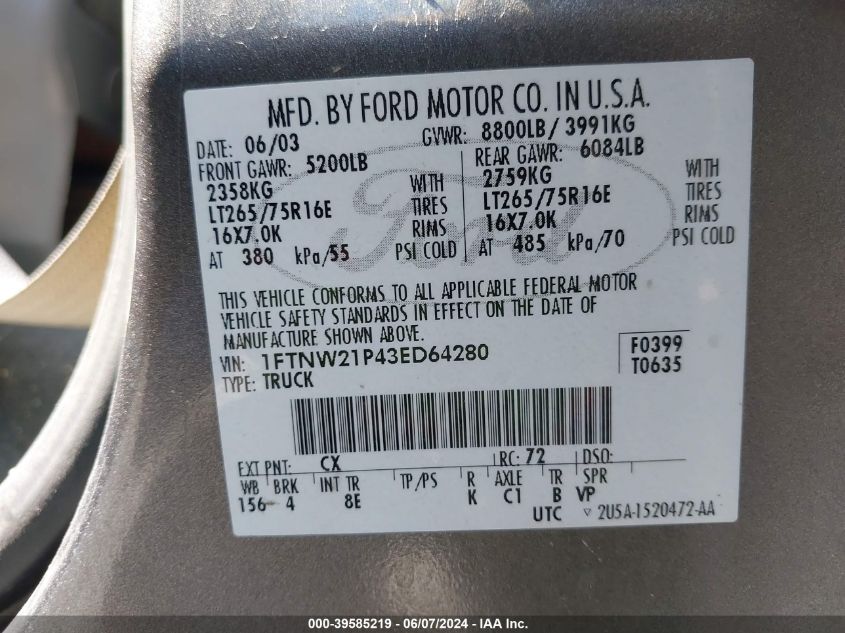 MFD. BY FORD MOTOR CO. IN U.S.A.
DATE: 06/03 GVWR: 8800LB/ 3991KG
FRONT GAWR: 5200LB REAR GAWR: 6084LB
2358KG WITH 2759KG WITH
LT265/75R16E TIRES LT265/75R16E TIRES
16X7.0K RIMS 16X7.0K RIMS
AT 380 kPa/55 PSI COLD AT 485 kPa/70 PSI COLD
Ford
THIS VEHICLE CONFORMS TO ALL APPLICABLE FEDERAL MOTOR
VEHICLE SAFETY STANDARDS IN EFFECT ON THE DATE OF
MANUFACTURE SHOWN ABOVE.
VIN: 1FTNW21P43ED64280 F0399
TYPE: TRUCK T0635
EXT PNT: CX RC: 72 DSO:
WB BRK INT TR TP/PS R AXLE TR SPR
156 4 8E K C1 B VP
UTC ▽ 2U5A-1520472-AA
000-39585219 - 06/07/2024 - IAA Inc.